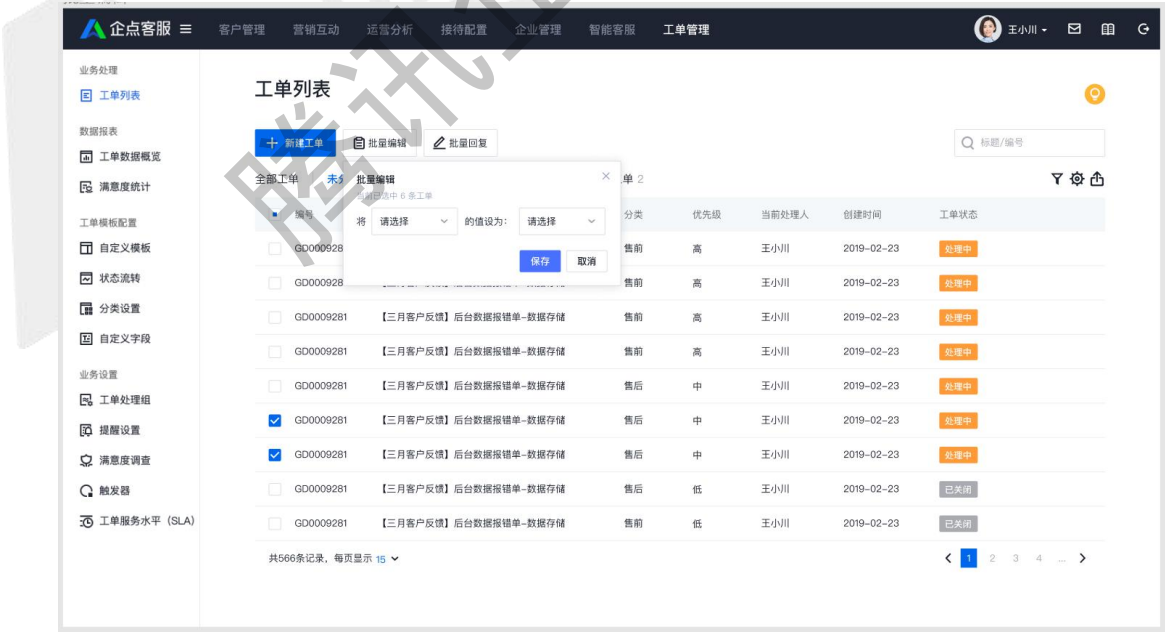 企点客服 客户管理 营销互动 运营分析 接待配置 企业管理 智能客服 工单管理 王小川
业务处理
工单列表
数据报表
工单数据概览
满意度统计
工单模板配置
自定义模板
状态流转
分类设置
自定义字段
业务设置
工单处理组
提醒设置
满意度调查
触发器
工单服务水平（SLA）
工单列表
新建工单 批量编辑 批量回复 标题/编号
全部工单 未 单 2
批量编辑
当前已选中 6 条工单
将 请选择 的值设为: 请选择
保存 取消
编号 分类 优先级 当前处理人 创建时间 工单状态
GD000928 售前 高 王小川 2019-02-23 处理中
GD000928 售前 高 王小川 2019-02-23 处理中
GD0009281 【三月客户反馈】后台数据报错单-数据存储 售前 高 王小川 2019-02-23 处理中
GD0009281 【三月客户反馈】后台数据报错单-数据存储 售前 高 王小川 2019-02-23 处理中
GD0009281 【三月客户反馈】后台数据报错单-数据存储 售后 中 王小川 2019-02-23 处理中
GD0009281 【三月客户反馈】后台数据报错单-数据存储 售后 中 王小川 2019-02-23 处理中
GD0009281 【三月客户反馈】后台数据报错单-数据存储 售后 中 王小川 2019-02-23 处理中
GD0009281 【三月客户反馈】后台数据报错单-数据存储 售后 低 王小川 2019-02-23 已关闭
GD0009281 【三月客户反馈】后台数据报错单-数据存储 售前 低 王小川 2019-02-23 已关闭
共566条记录，每页显示 15 1 2 3 4 ...
腾讯